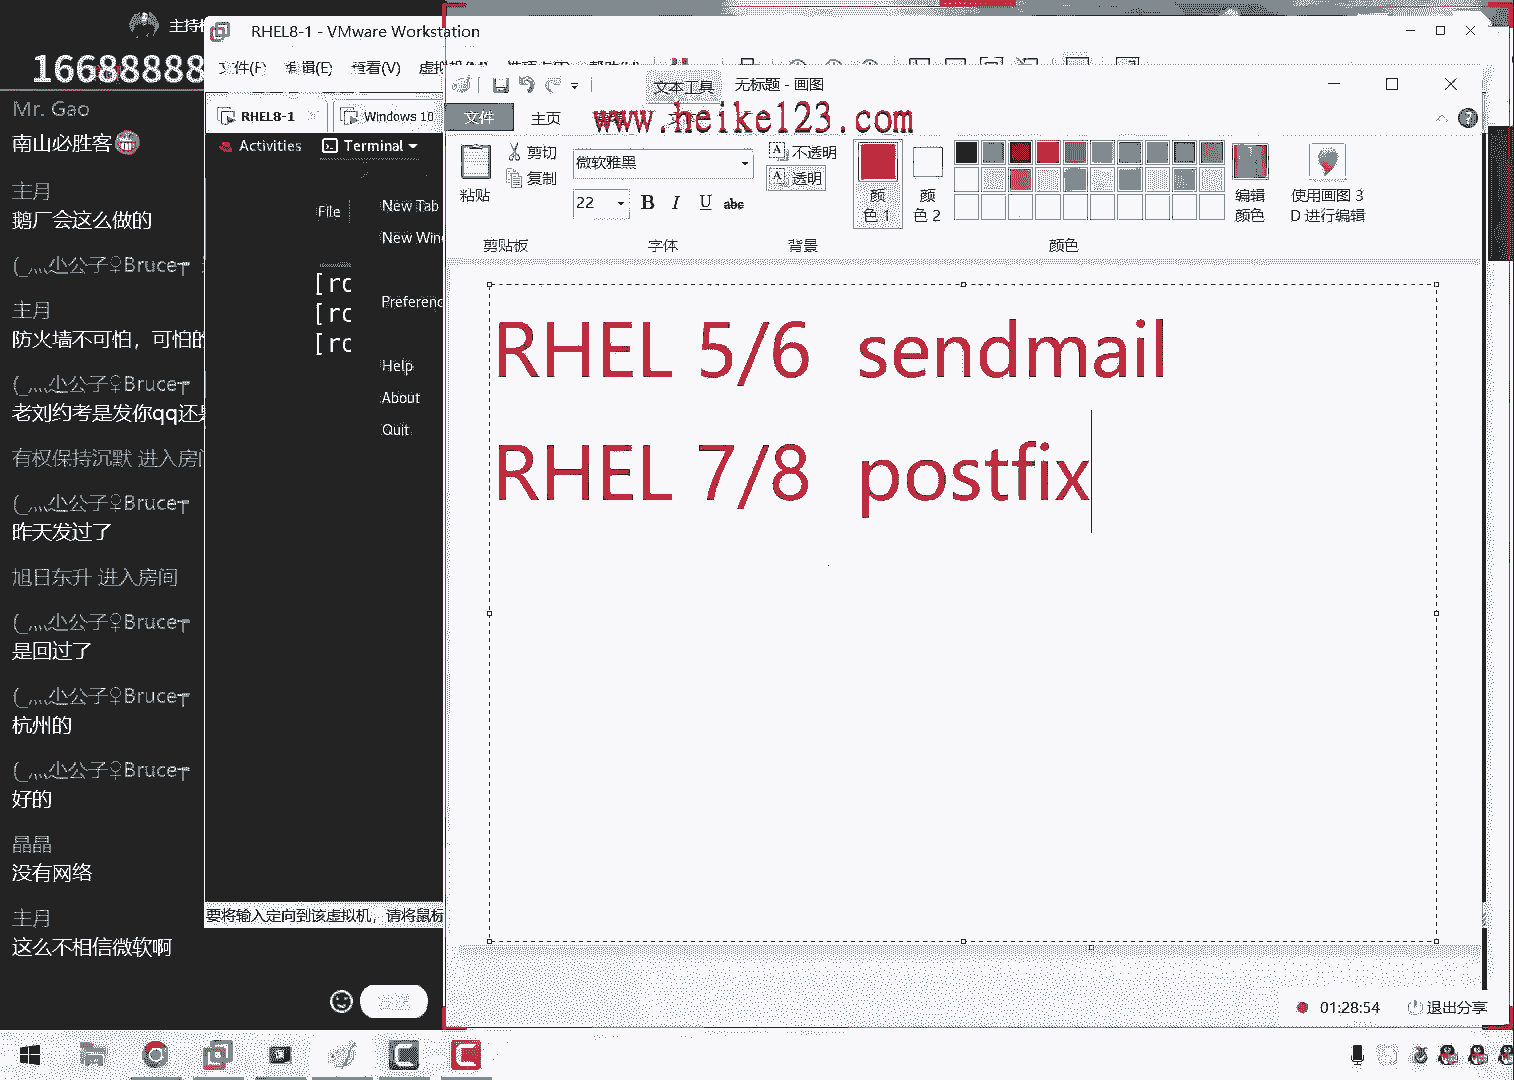 主持
16688888
Mr. Gao
南山必胜客
主月
鹅厂会这么做的
尐公子♀Bruce
主月
防火墙不可怕，可怕的
尐公子♀Bruce
老刘约考是发你qq还是
有权保持沉默 进入房间
尐公子♀Bruce
昨天发过了
旭日东升 进入房间
尐公子♀Bruce
是回过了
尐公子♀Bruce
杭州的
尐公子♀Bruce
好的
晶晶
没有网络
主月
这么不相信微软啊
RHEL8-1 - VMware Workstation
文件(F) 编辑(E) 查看(V)
RHEL8-1
Windows 10
Activities
Terminal
File
New Tab
New Win
[ro
[ro
[ro
Preferenc
Help
About
Quit
要将输入定向到该虚拟机，请将鼠标
文本工具
无标题 - 画图
文件
主页
www.heike123.com
粘贴
剪切
复制
剪贴板
微软雅黑
22
B I U abc
字体
不透明
透明
背景
颜色 1
颜色 2
颜色
编辑颜色
使用画图 3D 进行编辑
RHEL 5/6 sendmail
RHEL 7/8 postfix
01:28:54
退出分享